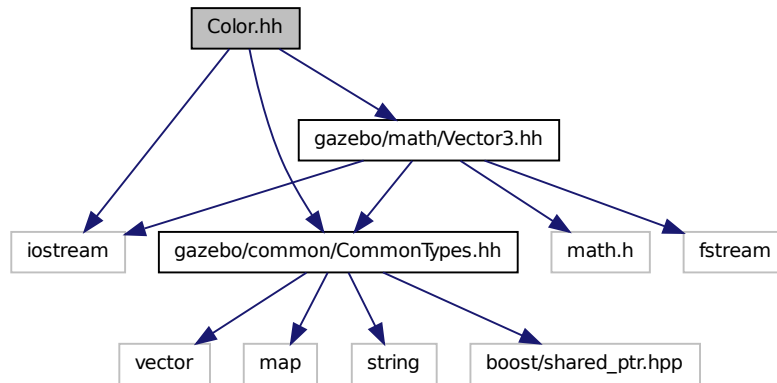 Color.hh
gazebo/math/Vector3.hh
iostream
gazebo/common/CommonTypes.hh
math.h
fstream
vector
map
string
boost/shared_ptr.hpp